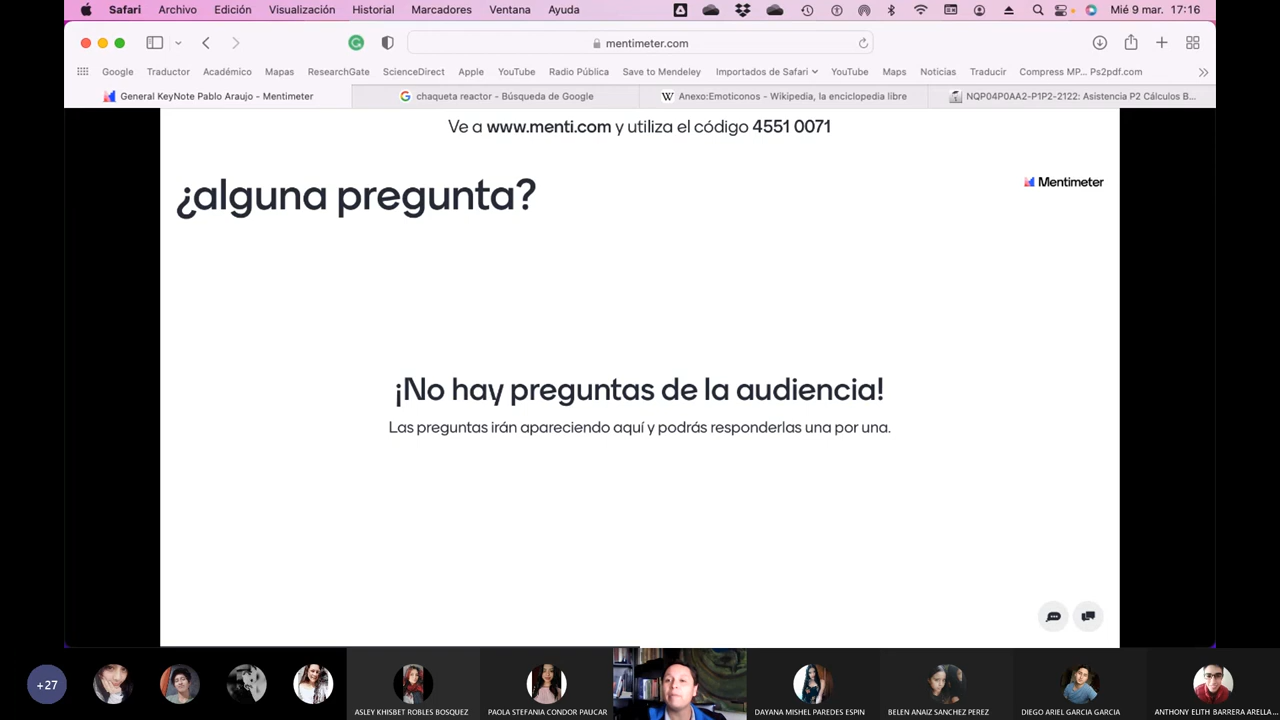 Safari Archivo Edición Visualización Historial Marcadores Ventana Ayuda Mié 9 mar. 17:16
mentimeter.com
Google Traductor Académico Mapas ResearchGate ScienceDirect Apple YouTube Radio Pública Save to Mendeley Importados de Safari YouTube Maps Noticias Traducir Compress MP... Ps2pdf.com
General KeyNote Pablo Araujo - Mentimeter chaqueta reactor - Búsqueda de Google Anexo:Emoticonos - Wikipedia, la enciclopedia libre NQP04P0AA2-P1P2-2122: Asistencia P2 Cálculos B...
Ve a www.menti.com y utiliza el código 4551 0071
¿alguna pregunta?
Mentimeter
¡No hay preguntas de la audiencia!
Las preguntas irán apareciendo aquí y podrás responderlas una por una.
+27
ASLEY KHISBET ROBLES BOSQUEZ PAOLA STEFANIA CONDOR PAUCAR DAYANA MISHEL PAREDES ESPIN BELEN ANAIZ SANCHEZ PEREZ DIEGO ARIEL GARCIA GARCIA ANTHONY ELITH BARRERA ARELLA...